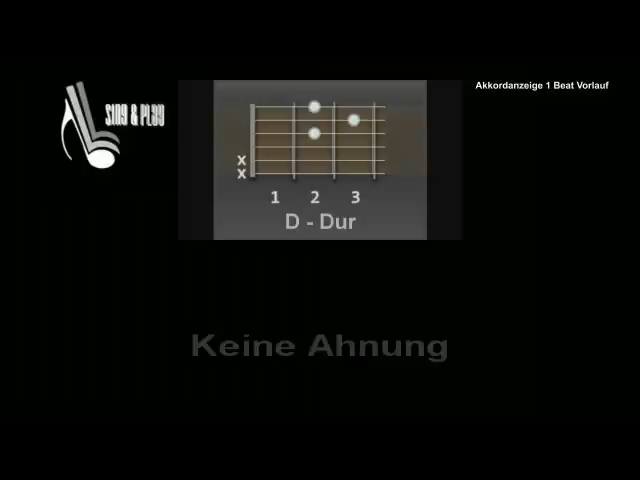 SING & PLAY
Akkordanzeige 1 Beat Vorlauf
x
x
1 2 3
D - Dur
Keine Ahnung